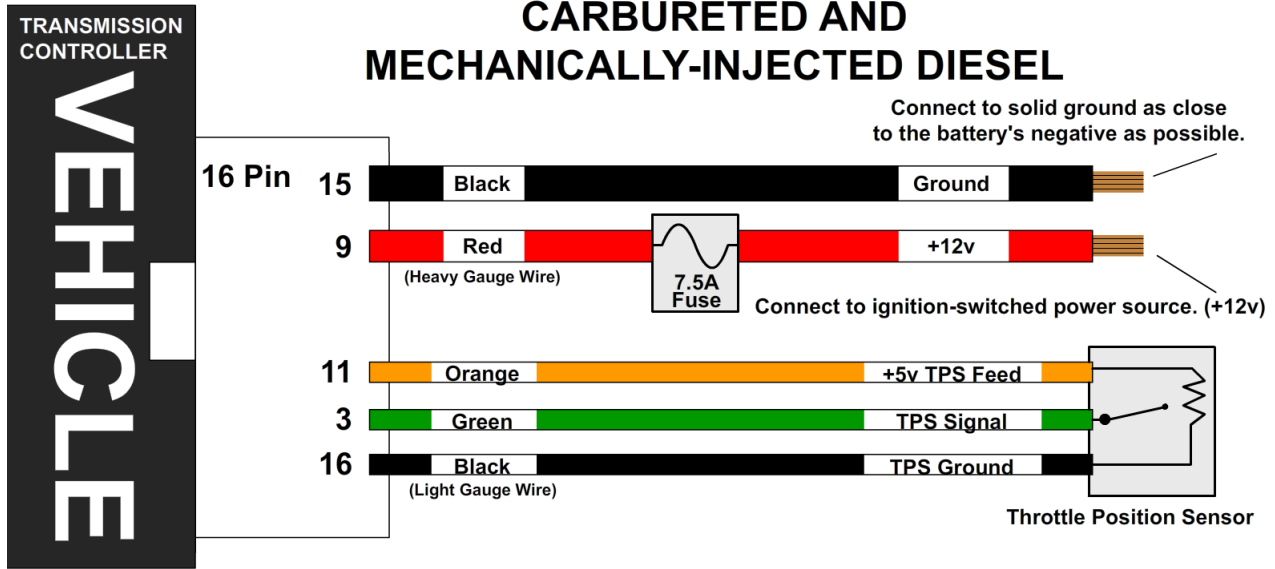 CARBURETED AND
MECHANICALLY-INJECTED DIESEL
TRANSMISSION
CONTROLLER
VEHICLE
16 Pin
Connect to solid ground as close
to the battery's negative as possible.
15 Black Ground
9 Red +12v
(Heavy Gauge Wire)
7.5A
Fuse
Connect to ignition-switched power source. (+12v)
11 Orange +5v TPS Feed
3 Green TPS Signal
16 Black TPS Ground
(Light Gauge Wire)
Throttle Position Sensor